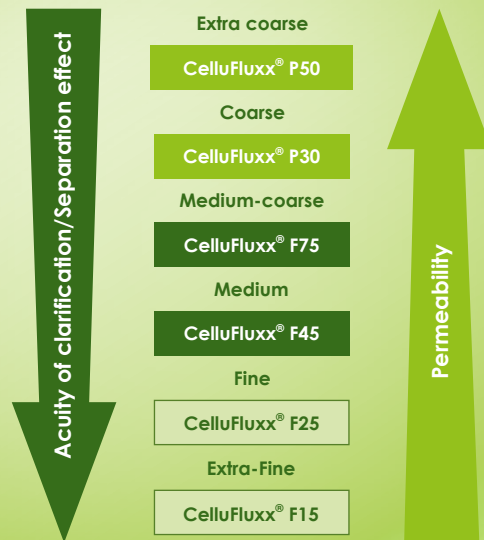 Extra coarse
CelluFluxx® P50
Coarse
CelluFluxx® P30
Medium-coarse
CelluFluxx® F75
Medium
CelluFluxx® F45
Fine
CelluFluxx® F25
Extra-Fine
CelluFluxx® F15
Acuity of clarification/Separation effect
Permeability